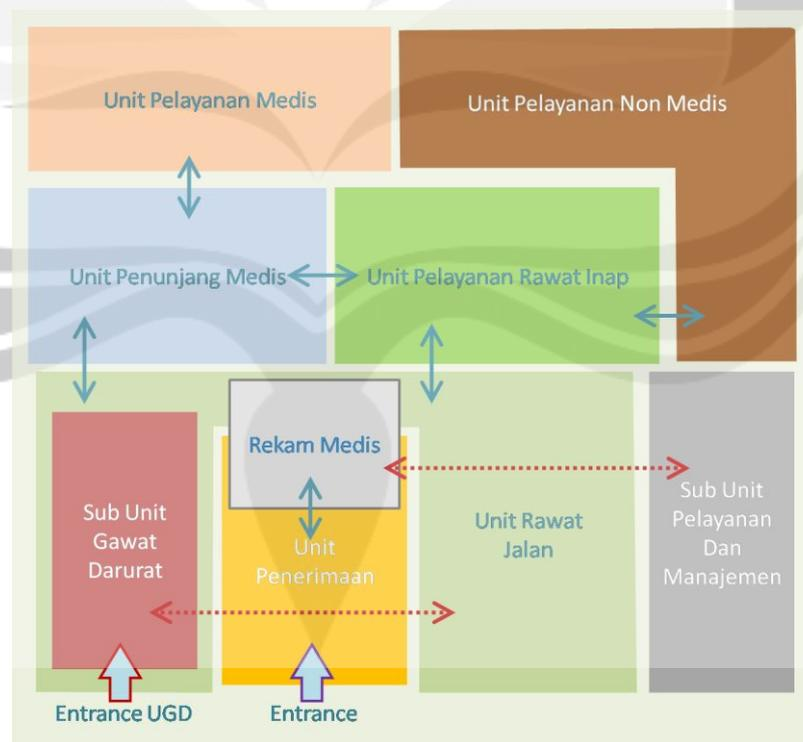 Unit Pelayanan Medis
Unit Pelayanan Non Medis
Unit Penunjang Medis
Unit Pelayanan Rawat Inap
Rekam Medis
Sub Unit
Gawat
Darurat
Unit
Penerimaan
Unit Rawat
Jalan
Sub Unit
Pelayanan
Dan
Manajemen
Entrance UGD
Entrance